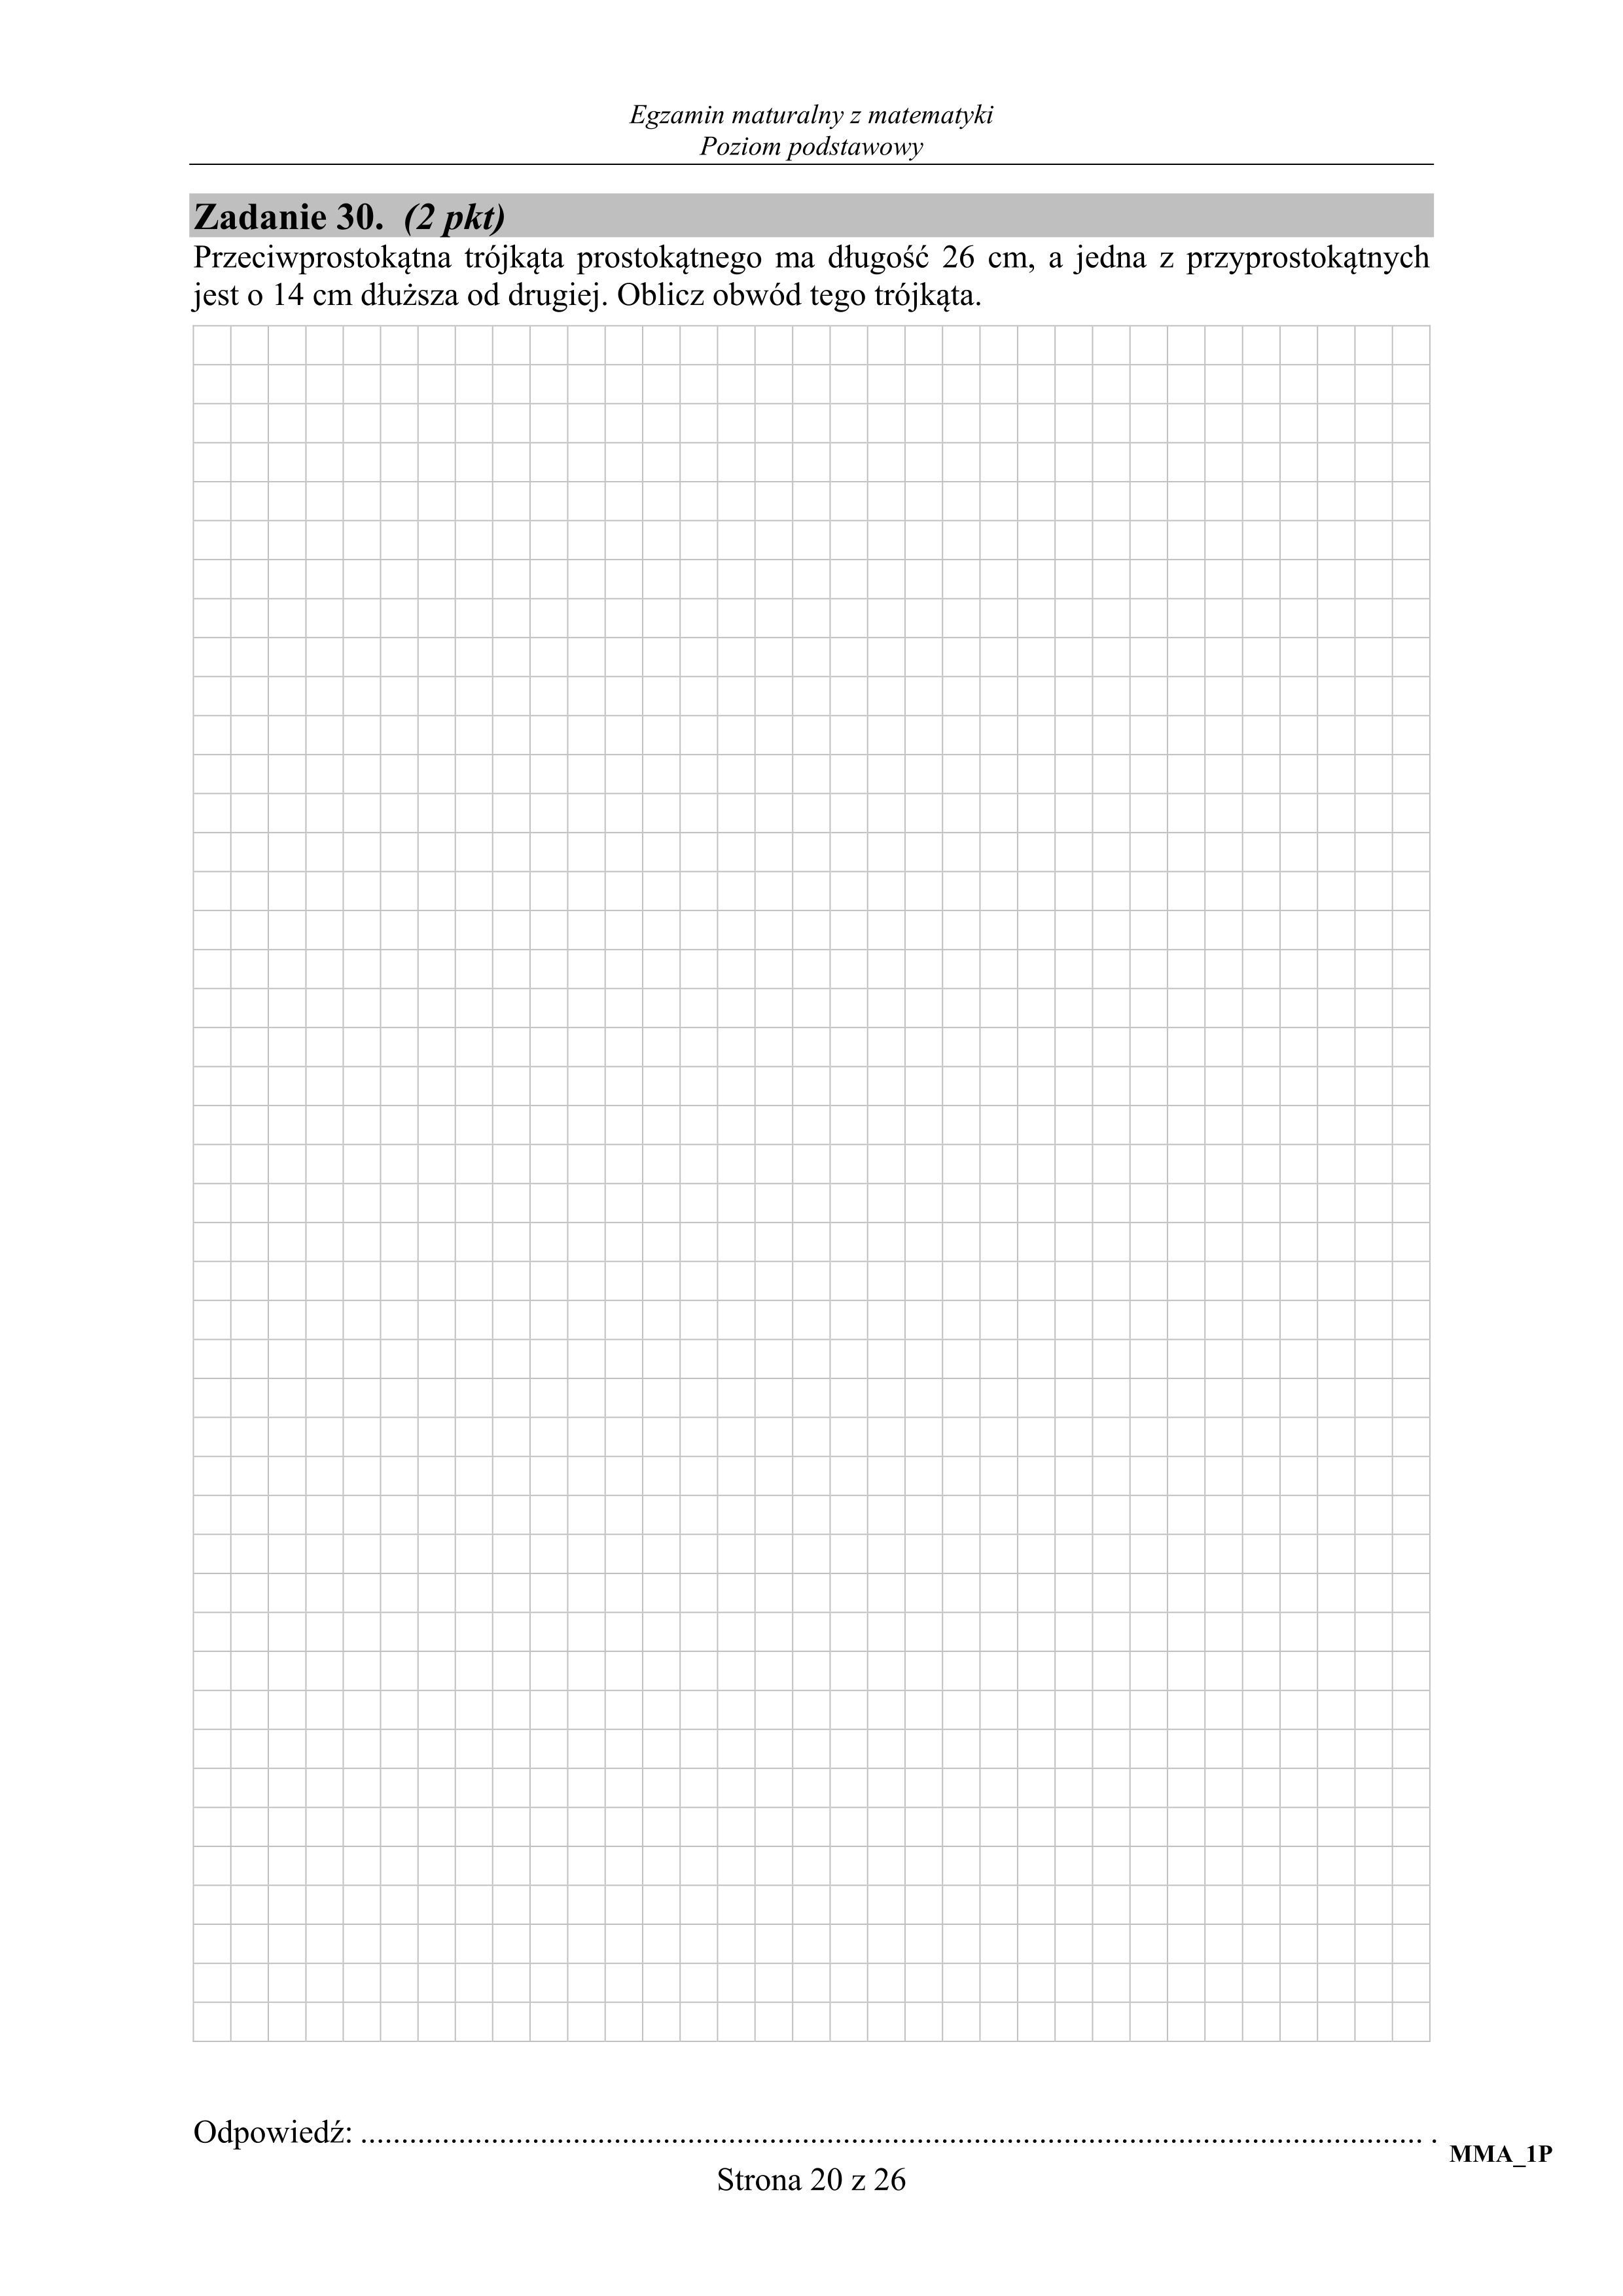 Egzamin maturalny z matematyki
Poziom podstawowy
Zadanie 30. (2 pkt)
Przeciwprostokątna trójkąta prostokątnego ma długość 26 cm, a jedna z przyprostokątnych
jest o 14 cm dłuższa od drugiej. Oblicz obwód tego trójkąta.
Odpowiedź: .................................................................................................................................... .
MMA_1P
Strona 20 z 26